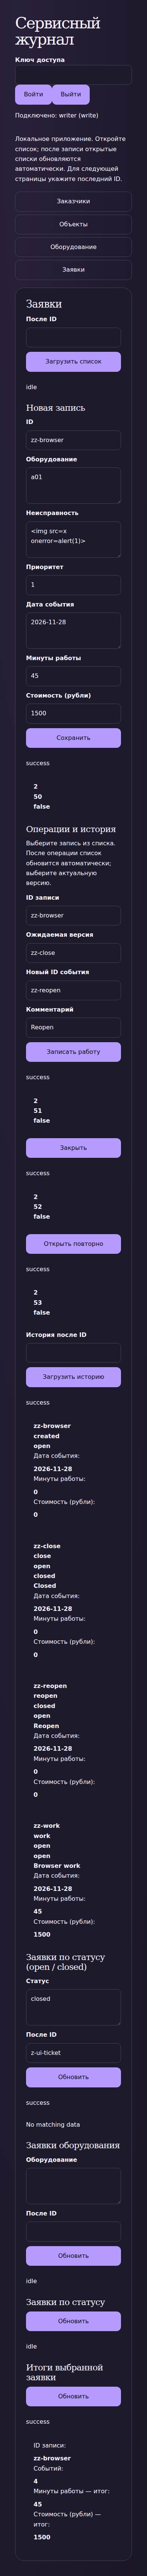 Сервисный
журнал
Ключ доступа
Войти
Выйти
Подключено: writer (write)
Локальное приложение. Откройте
список; после записи открытые
списки обновляются
автоматически. Для следующей
страницы укажите последний ID.
Заказчики
Объекты
Оборудование
Заявки
Заявки
После ID
Загрузить список
idle
Новая запись
ID
zz-browser
Оборудование
a01
Неисправность
<img src=x
onerror=alert(1)>
Приоритет
1
Дата события
2026-11-28
Минуты работы
45
Стоимость (рубли)
1500
Сохранить
success
2
50
false
Операции и история
Выберите запись из списка.
После операции список
обновится автоматически;
выберите актуальную
версию.
ID записи
zz-browser
Ожидаемая версия
zz-close
Новый ID события
zz-reopen
Комментарий
Reopen
Записать работу
success
2
51
false
Закрыть
success
2
52
false
Открыть повторно
success
2
53
false
История после ID
Загрузить историю
success
zz-browser
created
open
Дата события:
2026-11-28
Минуты работы:
0
Стоимость (рубли):
0
zz-close
close
open
closed
Closed
Дата события:
2026-11-28
Минуты работы:
0
Стоимость (рубли):
0
zz-reopen
reopen
closed
open
Reopen
Дата события:
2026-11-28
Минуты работы:
0
Стоимость (рубли):
0
zz-work
work
open
open
Browser work
Дата события:
2026-11-28
Минуты работы:
45
Стоимость (рубли):
1500
Заявки по статусу
(open / closed)
Статус
closed
После ID
z-ui-ticket
Обновить
success
No matching data
Заявки оборудования
Оборудование
После ID
Обновить
idle
Заявки по статусу
Обновить
idle
Итоги выбранной
заявки
Обновить
success
ID записи:
zz-browser
Событий:
4
Минуты работы — итог:
45
Стоимость (рубли) —
итог:
1500